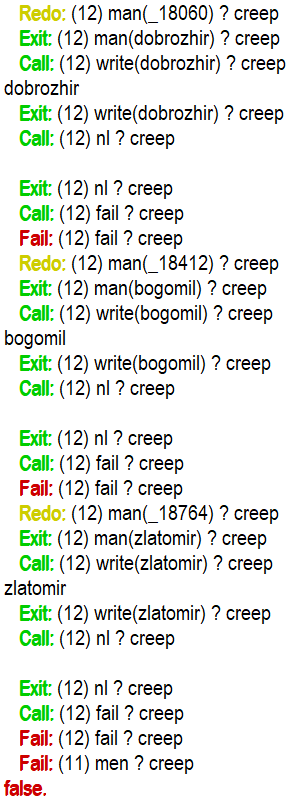 Redo: (12) man(_18060) ? creep
Exit: (12) man(dobrozhir) ? creep
Call: (12) write(dobrozhir) ? creep
dobrozhir
Exit: (12) write(dobrozhir) ? creep
Call: (12) nl ? creep
Exit: (12) nl ? creep
Call: (12) fail ? creep
Fail: (12) fail ? creep
Redo: (12) man(_18412) ? creep
Exit: (12) man(bogomil) ? creep
Call: (12) write(bogomil) ? creep
bogomil
Exit: (12) write(bogomil) ? creep
Call: (12) nl ? creep
Exit: (12) nl ? creep
Call: (12) fail ? creep
Fail: (12) fail ? creep
Redo: (12) man(_18764) ? creep
Exit: (12) man(zlatomir) ? creep
Call: (12) write(zlatomir) ? creep
zlatomir
Exit: (12) write(zlatomir) ? creep
Call: (12) nl ? creep
Exit: (12) nl ? creep
Call: (12) fail ? creep
Fail: (12) fail ? creep
Fail: (11) men ? creep
false.